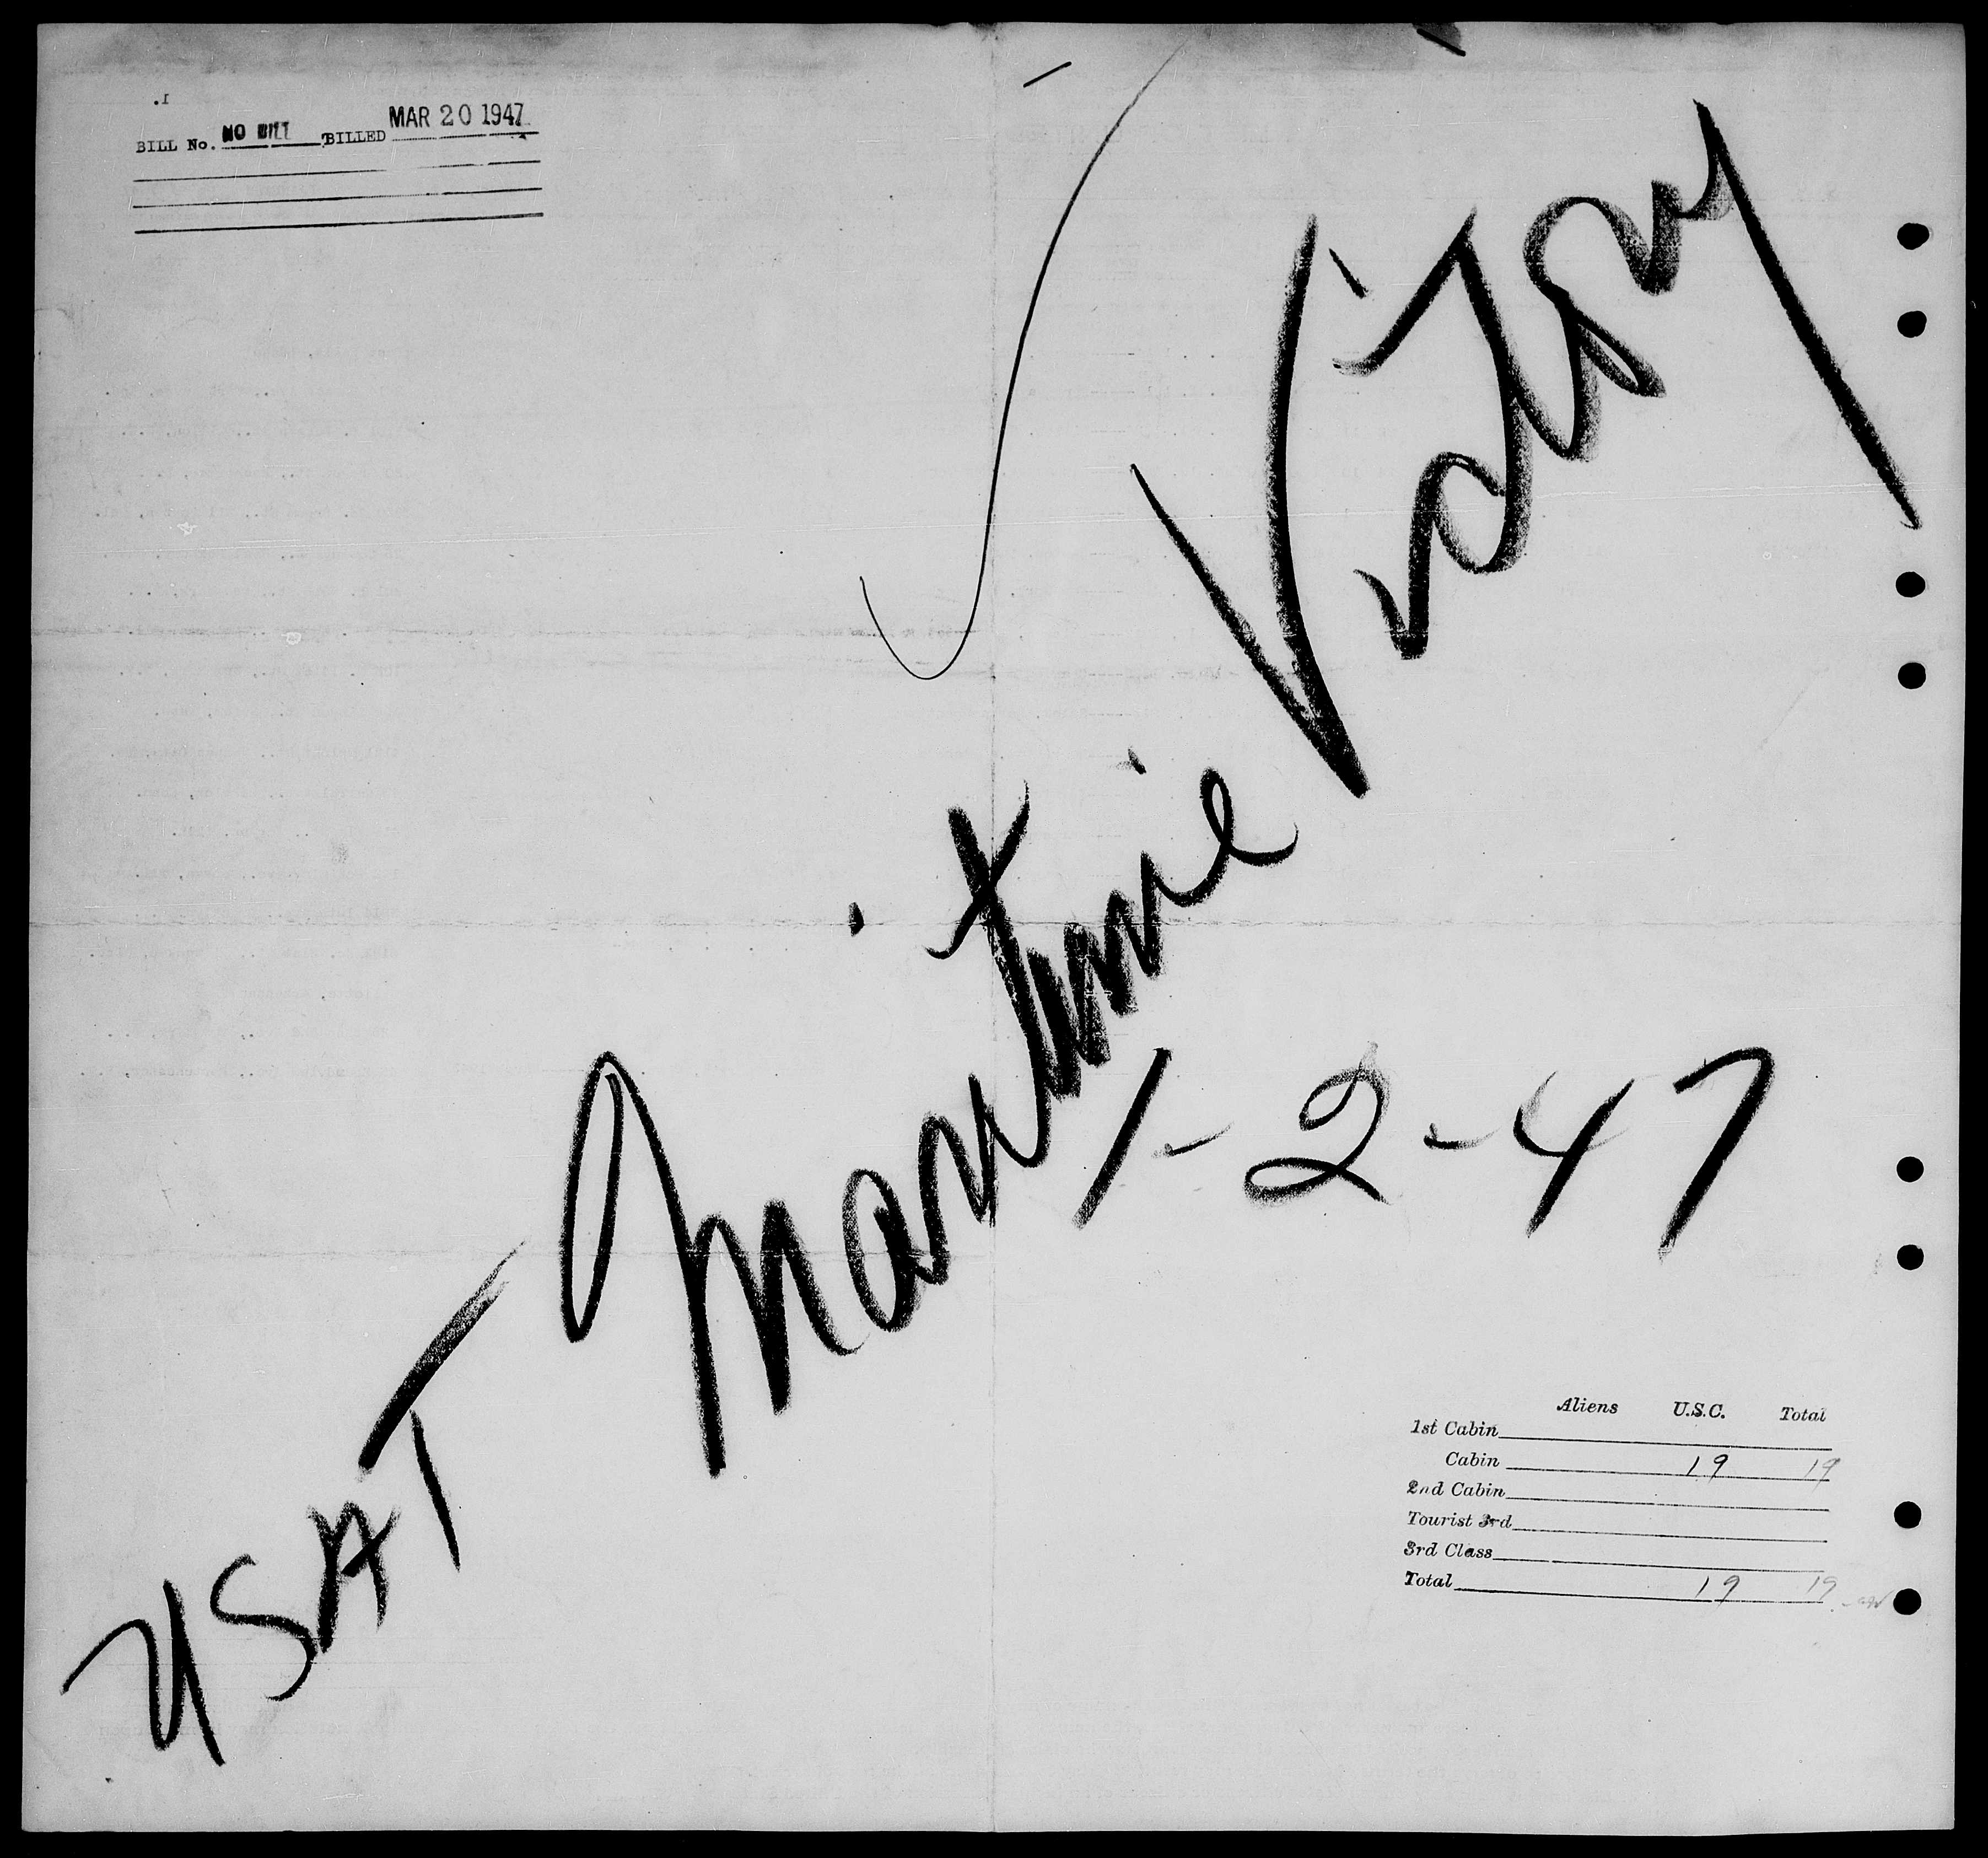 BILL No. NO BILL BILLED MAR 20 1947
USAT Maritime Victory
1-2-47
Aliens U.S.C. Total
1st Cabin
Cabin 19 19
2nd Cabin
Tourist 3rd
3rd Class
Total 19 19